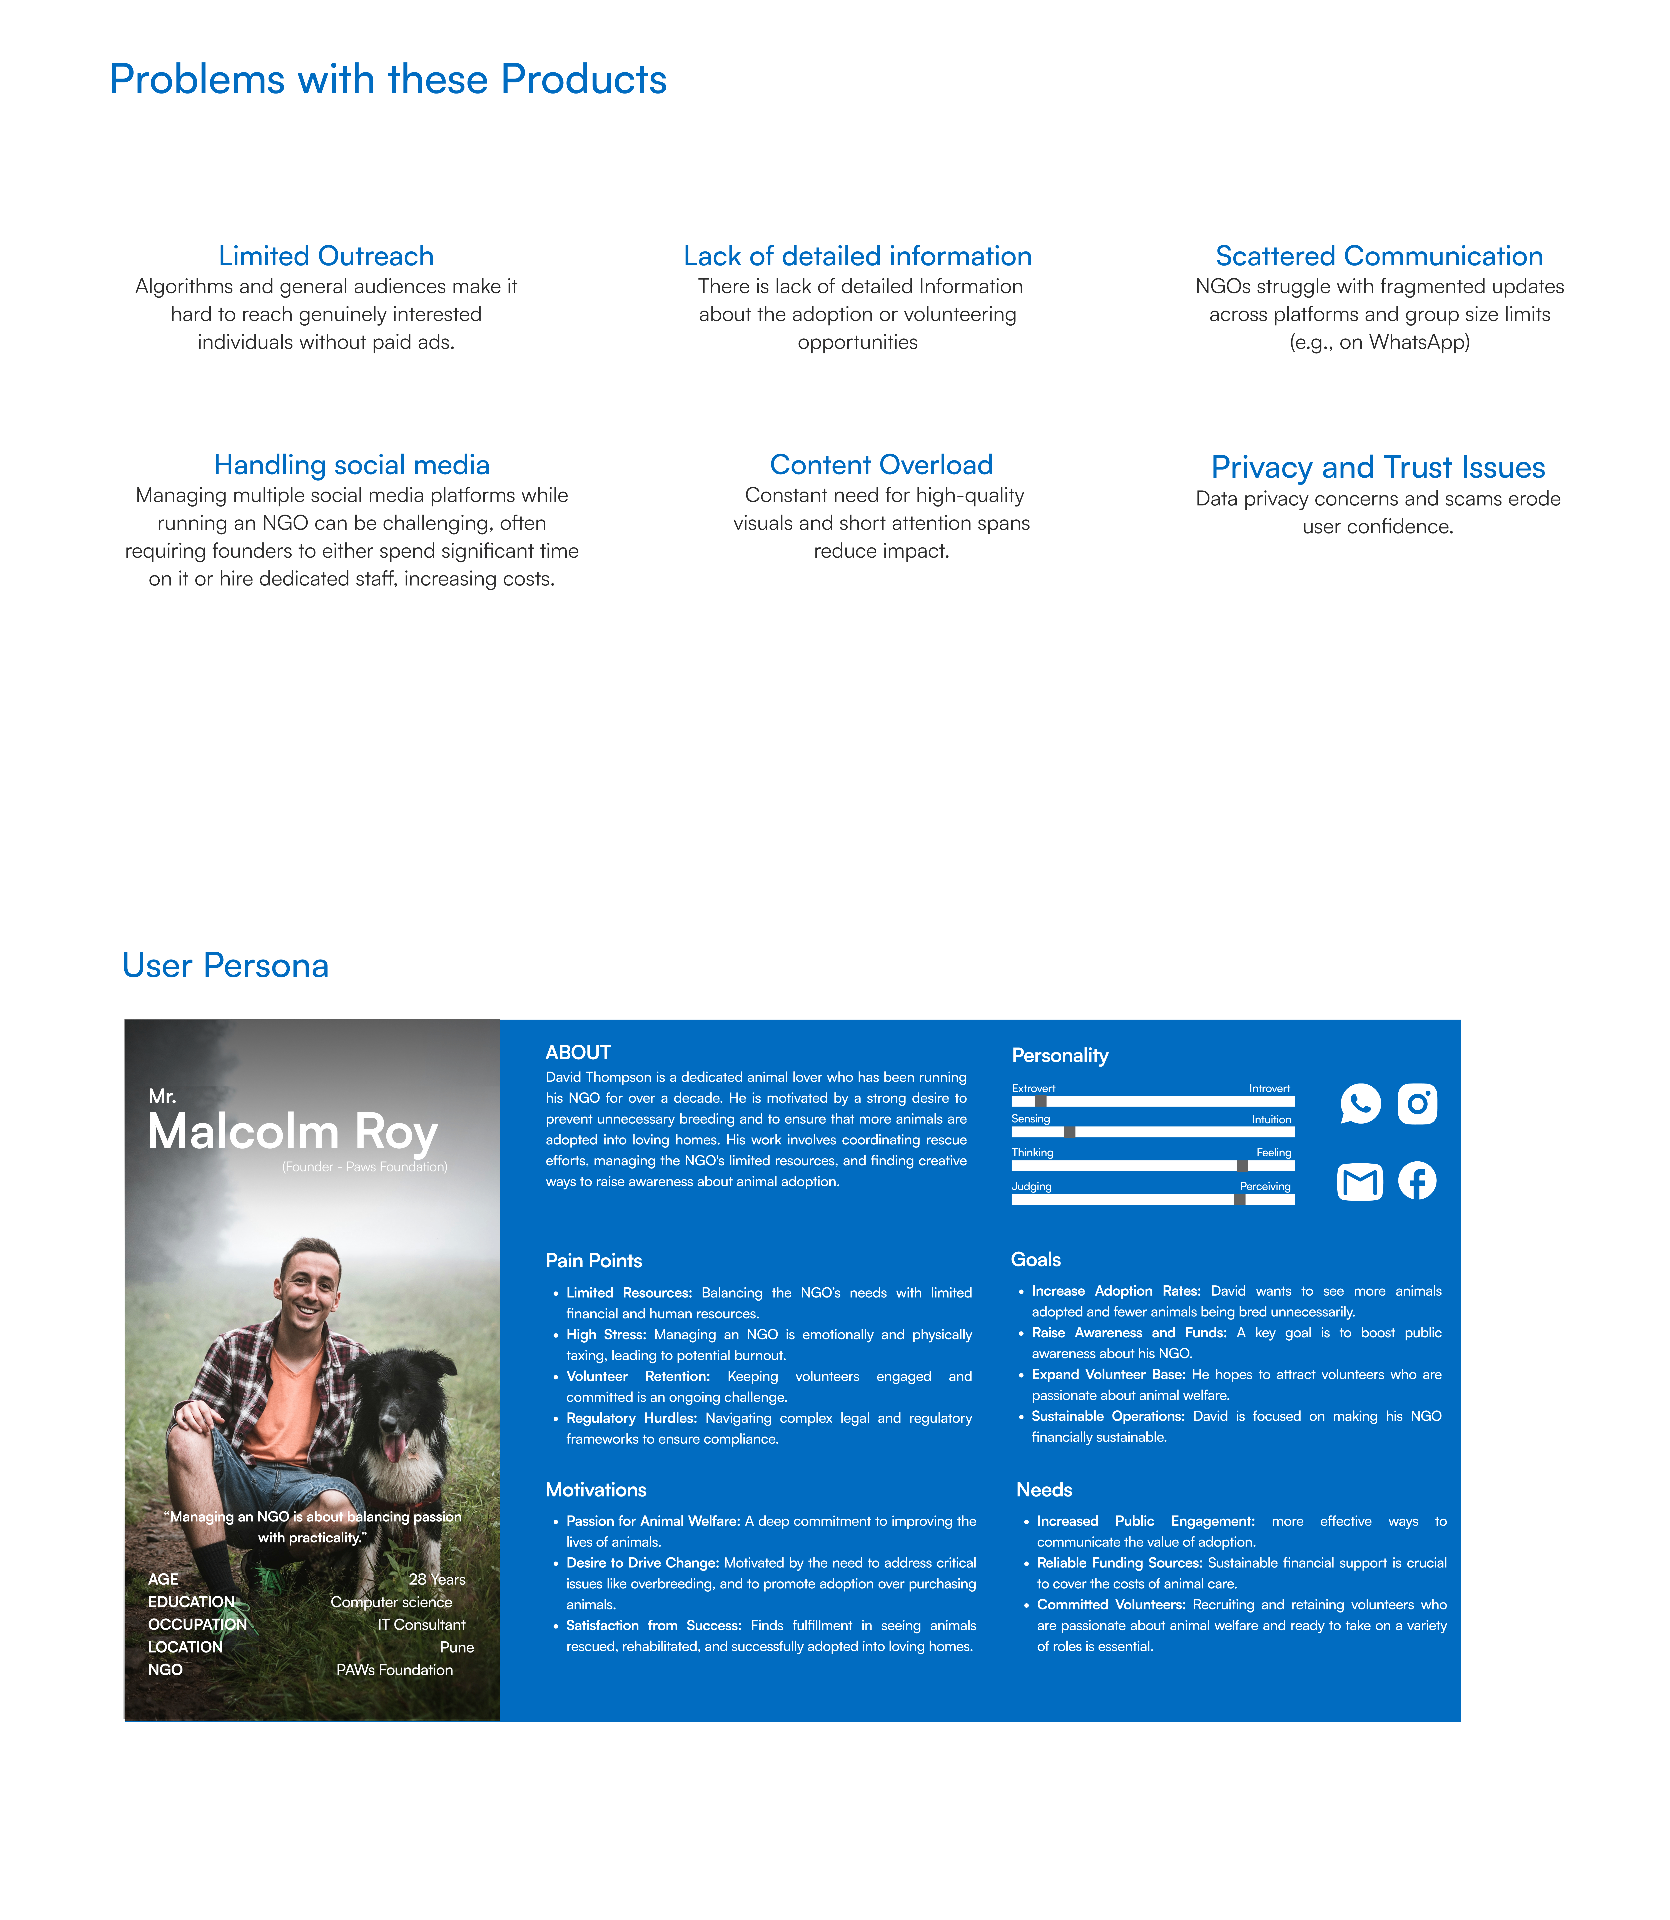 Problems with these Products
Limited Outreach
Algorithms and general audiences make it
hard to reach genuinely interested
individuals without paid ads.
Lack of detailed information
There is lack of detailed Information
about the adoption or volunteering
opportunities
Scattered Communication
NGOs struggle with fragmented updates
across platforms and group size limits
(e.g., on WhatsApp)
Handling social media
Managing multiple social media platforms while
running an NGO can be challenging, often
requiring founders to either spend significant time
on it or hire dedicated staff, increasing costs.
Content Overload
Constant need for high-quality
visuals and short attention spans
reduce impact.
Privacy and Trust Issues
Data privacy concerns and scams erode
user confidence.
User Persona
Mr.
Malcolm Roy
(Founder - Paws Foundation)
“Managing an NGO is about balancing passion
with practicality.”
AGE 28 Years
EDUCATION Computer science
OCCUPATION IT Consultant
LOCATION Pune
NGO PAWs Foundation
ABOUT
David Thompson is a dedicated animal lover who has been running
his NGO for over a decade. He is motivated by a strong desire to
prevent unnecessary breeding and to ensure that more animals are
adopted into loving homes. His work involves coordinating rescue
efforts, managing the NGO's limited resources, and finding creative
ways to raise awareness about animal adoption.
Personality
Extrovert Introvert
Sensing Intuition
Thinking Feeling
Judging Perceiving
Pain Points
• Limited Resources: Balancing the NGO's needs with limited
financial and human resources.
• High Stress: Managing an NGO is emotionally and physically
taxing, leading to potential burnout.
• Volunteer Retention: Keeping volunteers engaged and
committed is an ongoing challenge.
• Regulatory Hurdles: Navigating complex legal and regulatory
frameworks to ensure compliance.
Goals
• Increase Adoption Rates: David wants to see more animals
adopted and fewer animals being bred unnecessarily.
• Raise Awareness and Funds: A key goal is to boost public
awareness about his NGO.
• Expand Volunteer Base: He hopes to attract volunteers who are
passionate about animal welfare.
• Sustainable Operations: David is focused on making his NGO
financially sustainable.
Motivations
• Passion for Animal Welfare: A deep commitment to improving the
lives of animals.
• Desire to Drive Change: Motivated by the need to address critical
issues like overbreeding, and to promote adoption over purchasing
animals.
• Satisfaction from Success: Finds fulfillment in seeing animals
rescued, rehabilitated, and successfully adopted into loving homes.
Needs
• Increased Public Engagement: more effective ways to
communicate the value of adoption.
• Reliable Funding Sources: Sustainable financial support is crucial
to cover the costs of animal care.
• Committed Volunteers: Recruiting and retaining volunteers who
are passionate about animal welfare and ready to take on a variety
of roles is essential.